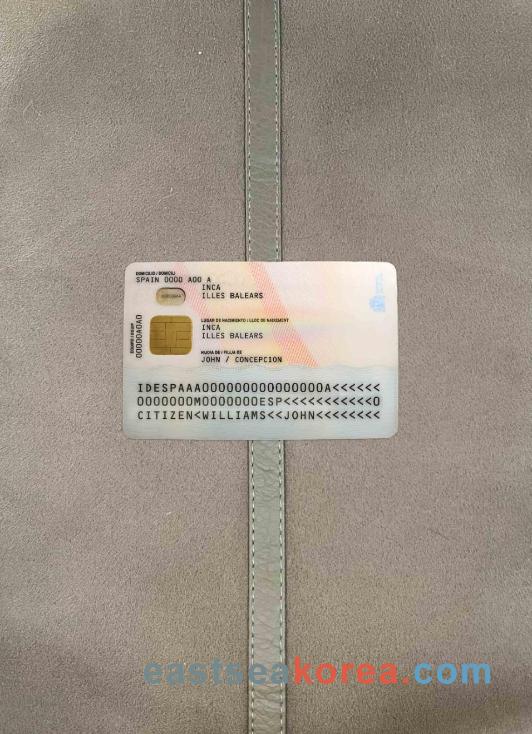 DOMICILIO / DOMICILI
SPAIN 0000 A00 A
INCA
ILLES BALEARS
LUGAR DE NACIMIENTO / LLOC DE NAIXEMENT
INCA
ILLES BALEARS
HIJO/A DE / FILL/A DE
JOHN / CONCEPCION
00000A0A0
IDESPAAA000000000000000A<<<<<<
0000000M0000000ESP<<<<<<<<<<<0
CITIZEN<WILLIAMS<<JOHN<<<<<<<<
eastseakorea.com